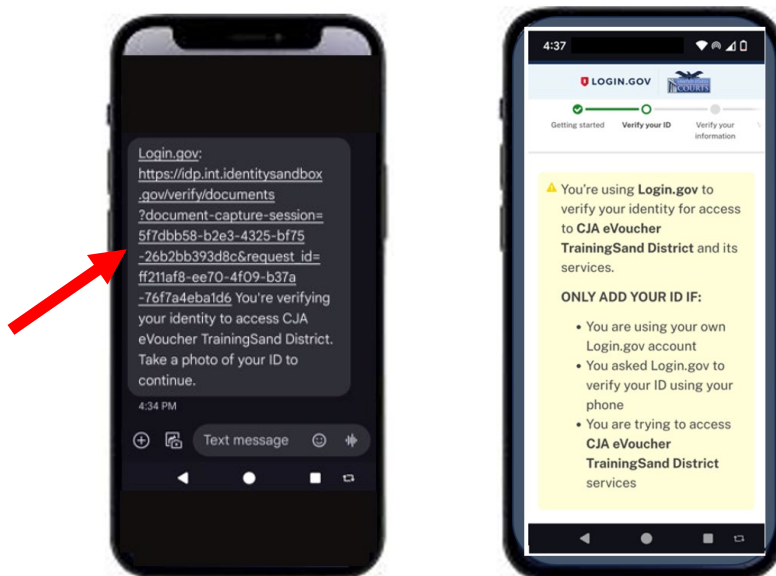 Login.gov:
https://idp.int.identitysandbox
.gov/verify/documents
?document-capture-session=
5f7dbb58-b2e3-4325-bf75
-26b2bb393d8c&request_id=
ff211af8-ee70-4f09-b37a
-76f7a4eba1d6 You're verifying
your identity to access CJA
eVoucher TrainingSand District.
Take a photo of your ID to
continue.
4:34 PM
Text message
4:37
LOGIN.GOV
COURTS
Getting started Verify your ID Verify your
information
You're using Login.gov to
verify your identity for access
to CJA eVoucher
TrainingSand District and its
services.
ONLY ADD YOUR ID IF:
• You are using your own
Login.gov account
• You asked Login.gov to
verify your ID using your
phone
• You are trying to access
CJA eVoucher
TrainingSand District
services